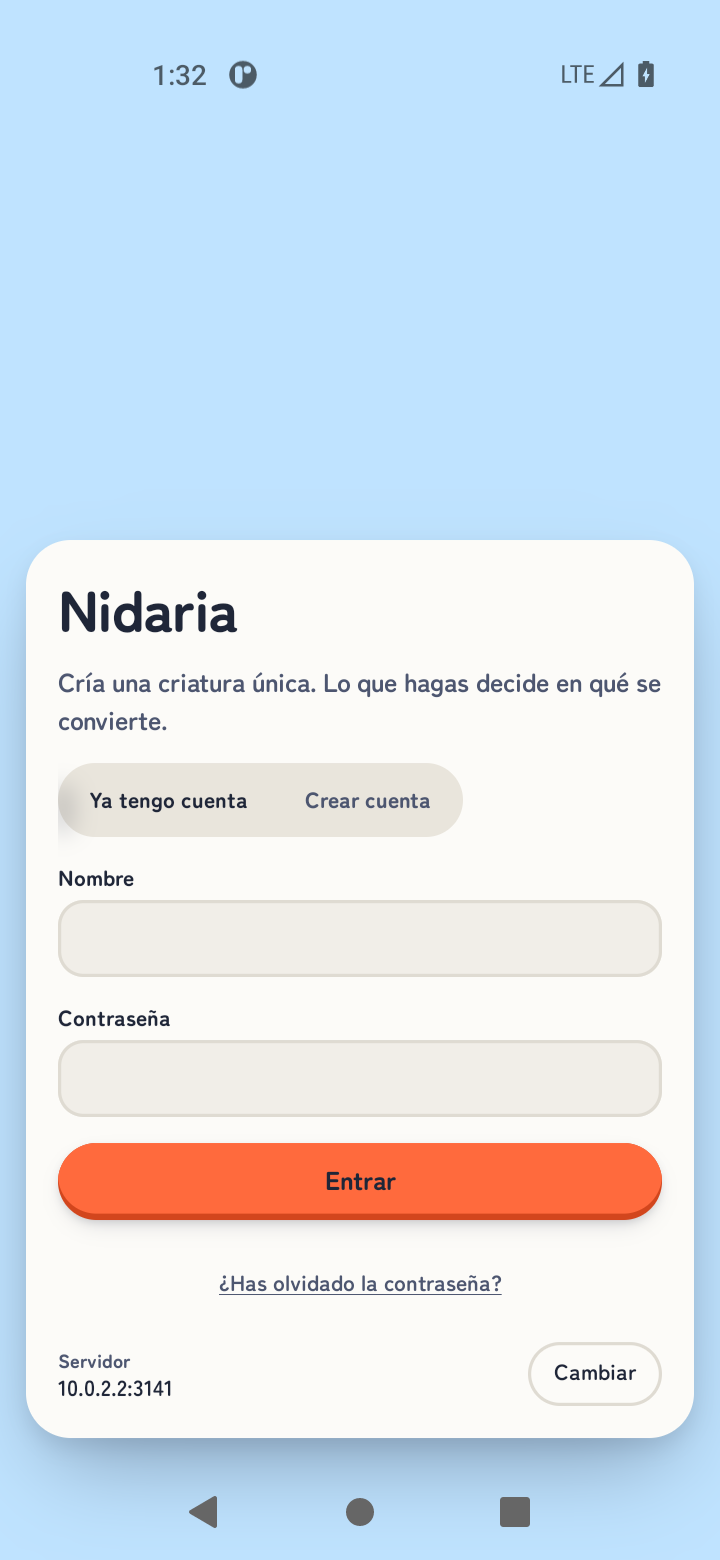 1:32 LTE
Nidaria
Cría una criatura única. Lo que hagas decide en qué se
convierte.
Ya tengo cuenta Crear cuenta
Nombre
Contraseña
Entrar
¿Has olvidado la contraseña?
Servidor
10.0.2.2:3141
Cambiar